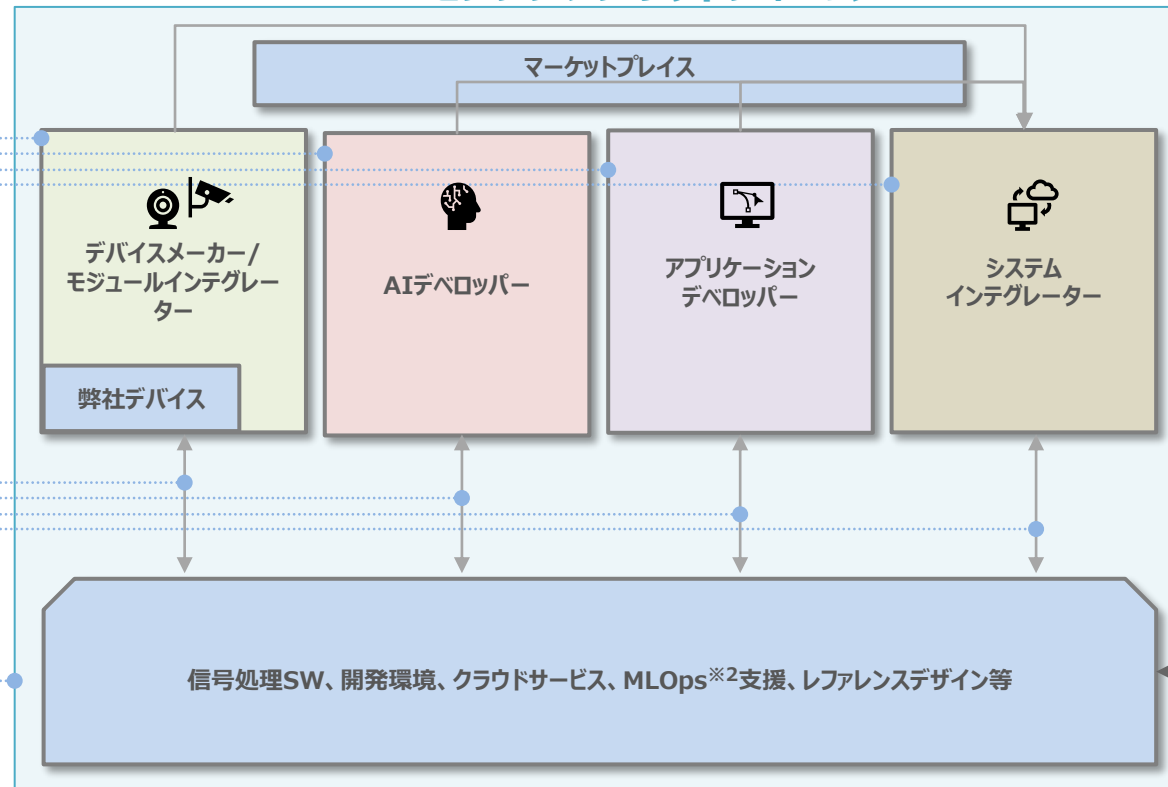 マーケットプレイス
デバイスメーカー/
モジュールインテグレー
ター
AIデベロッパー
アプリケーション
デベロッパー
システム
インテグレーター
弊社デバイス
信号処理SW、開発環境、クラウドサービス、MLOps※2支援、レファレンスデザイン等